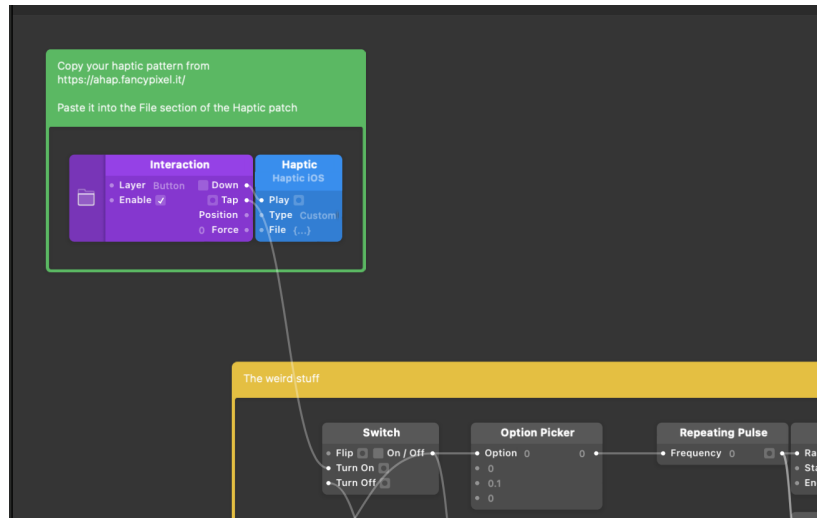 Copy your haptic pattern from
https://ahap.fancypixel.it/
Paste it into the File section of the Haptic patch
Interaction
Layer Button Down
Enable Tap
Position
0 Force
Haptic
Haptic iOS
Play
Type Custom
File {...}
The weird stuff
Switch
Flip On / Off
Turn On
Turn Off
Option Picker
Option 0 0
0
0.1
0
Repeating Pulse
Frequency 0
Ra
Sta
En